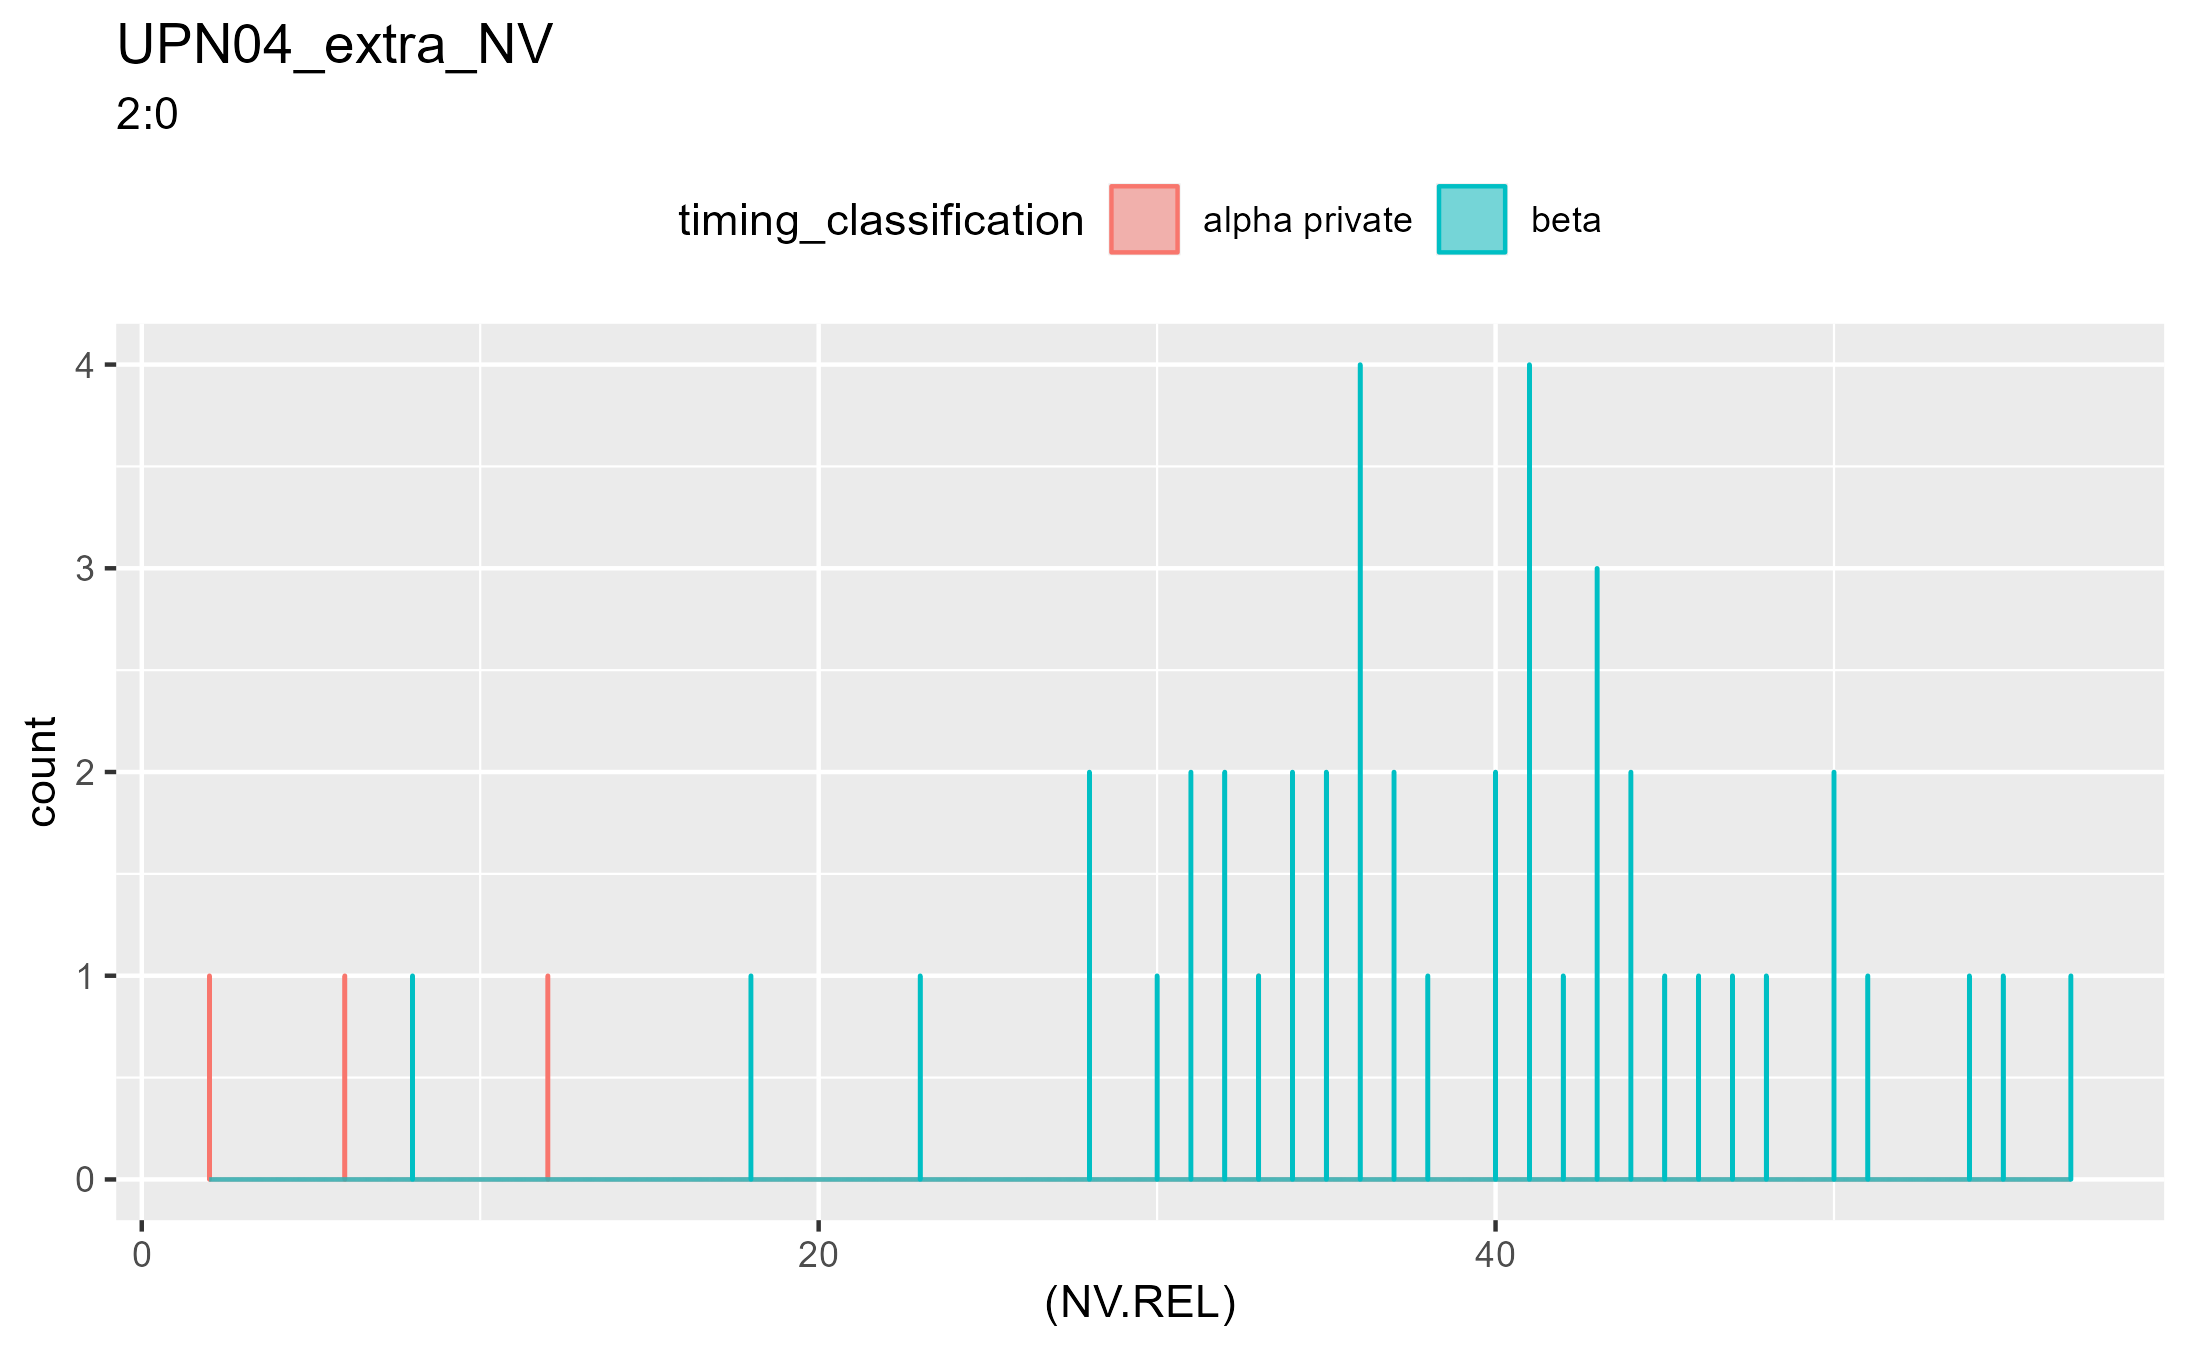 UPN04_extra_NV
2:0
timing_classification alpha private beta
4
3
2
1
0
count
0 20 40
(NV.REL)